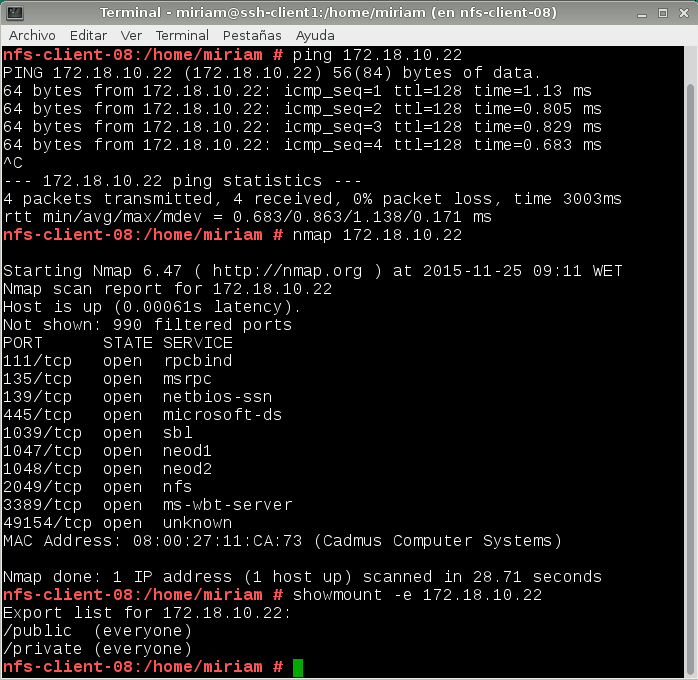 Terminal - miriam@ssh-client1:/home/miriam (en nfs-client-08)
Archivo Editar Ver Terminal Pestañas Ayuda
nfs-client-08:/home/miriam # ping 172.18.10.22
PING 172.18.10.22 (172.18.10.22) 56(84) bytes of data.
64 bytes from 172.18.10.22: icmp_seq=1 ttl=128 time=1.13 ms
64 bytes from 172.18.10.22: icmp_seq=2 ttl=128 time=0.805 ms
64 bytes from 172.18.10.22: icmp_seq=3 ttl=128 time=0.829 ms
64 bytes from 172.18.10.22: icmp_seq=4 ttl=128 time=0.683 ms
^C
--- 172.18.10.22 ping statistics ---
4 packets transmitted, 4 received, 0% packet loss, time 3003ms
rtt min/avg/max/mdev = 0.683/0.863/1.138/0.171 ms
nfs-client-08:/home/miriam # nmap 172.18.10.22
Starting Nmap 6.47 ( http://nmap.org ) at 2015-11-25 09:11 WET
Nmap scan report for 172.18.10.22
Host is up (0.00061s latency).
Not shown: 990 filtered ports
PORT STATE SERVICE
111/tcp open rpcbind
135/tcp open msrpc
139/tcp open netbios-ssn
445/tcp open microsoft-ds
1039/tcp open sbl
1047/tcp open neod1
1048/tcp open neod2
2049/tcp open nfs
3389/tcp open ms-wbt-server
49154/tcp open unknown
MAC Address: 08:00:27:11:CA:73 (Cadmus Computer Systems)
Nmap done: 1 IP address (1 host up) scanned in 28.71 seconds
nfs-client-08:/home/miriam # showmount -e 172.18.10.22
Export list for 172.18.10.22:
/public (everyone)
/private (everyone)
nfs-client-08:/home/miriam #